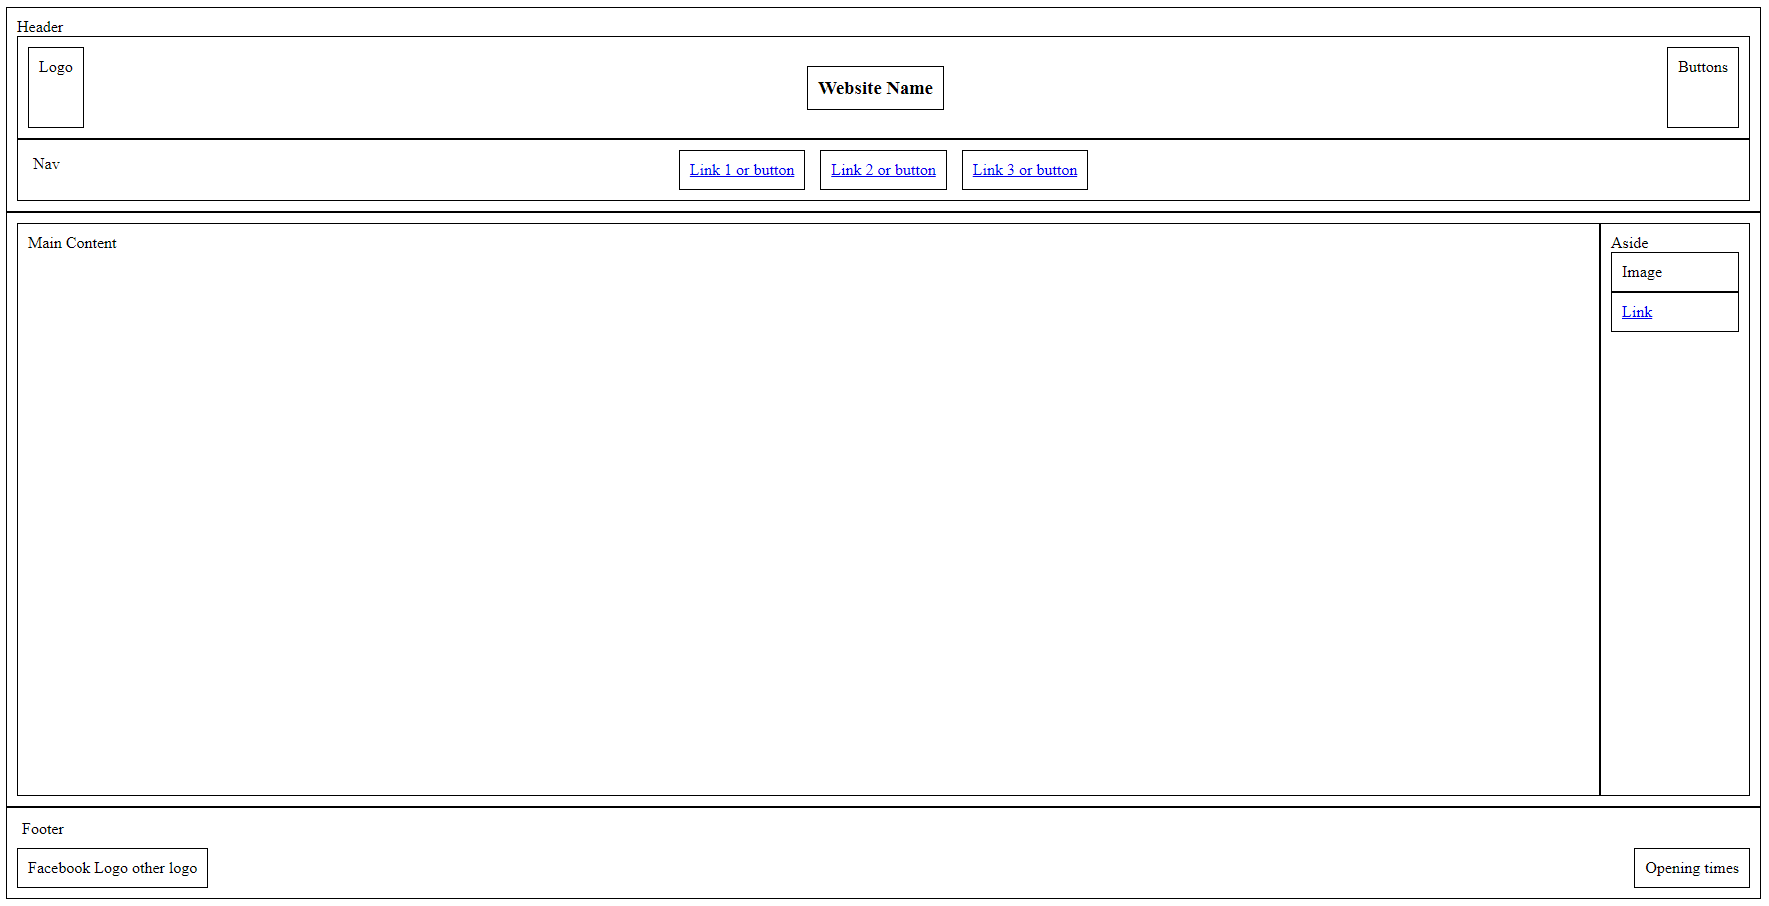 Header
Logo
Website Name
Buttons
Nav
Link 1 or button
Link 2 or button
Link 3 or button
Main Content
Aside
Image
Link
Footer
Facebook Logo other logo
Opening times